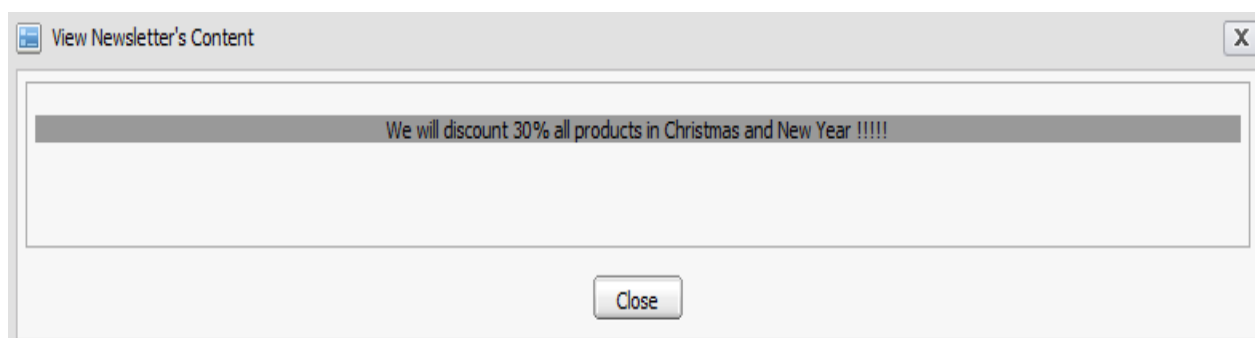 View Newsletter's Content
X
We will discount 30% all products in Christmas and New Year !!!!!
Close